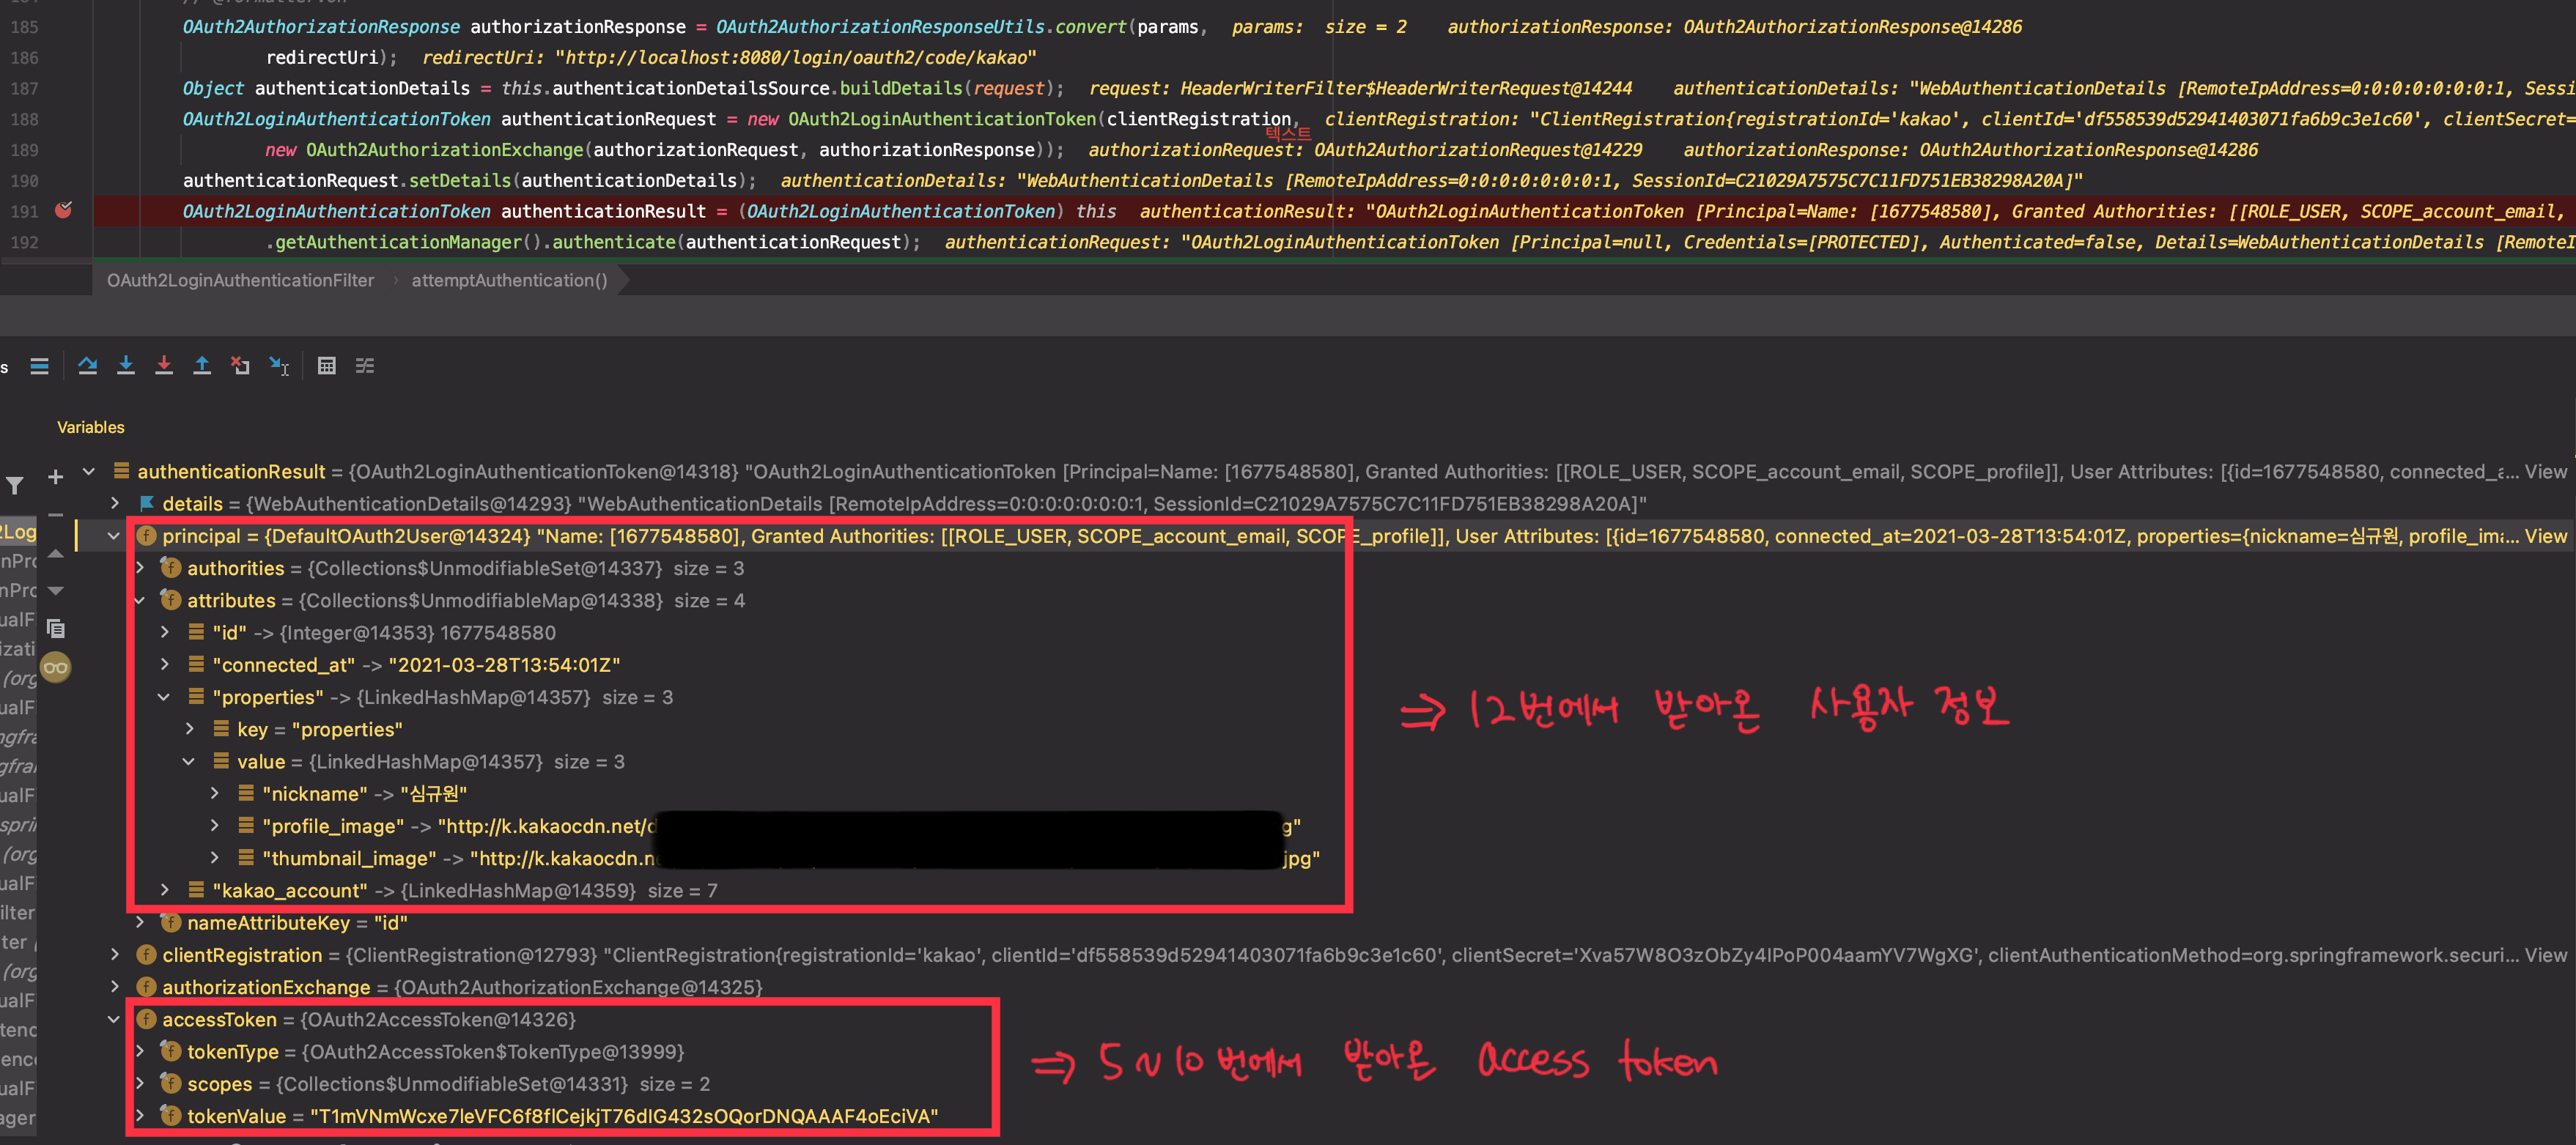 185 OAuth2AuthorizationResponse authorizationResponse = OAuth2AuthorizationResponseUtils.convert(params, params: size = 2 authorizationResponse: OAuth2AuthorizationResponse@14286
186 redirectUri); redirectUri: "http://localhost:8080/login/oauth2/code/kakao"
187 Object authenticationDetails = this.authenticationDetailsSource.buildDetails(request); request: HeaderWriterFilter$HeaderWriterRequest@14244 authenticationDetails: "WebAuthenticationDetails [RemoteIpAddress=0:0:0:0:0:0:0:1, Sessi
188 OAuth2LoginAuthenticationToken authenticationRequest = new OAuth2LoginAuthenticationToken(clientRegistration, clientRegistration: "ClientRegistration{registrationId='kakao', clientId='df558539d52941403071fa6b9c3e1c60', clientSecret=
텍스트
189 new OAuth2AuthorizationExchange(authorizationRequest, authorizationResponse)); authorizationRequest: OAuth2AuthorizationRequest@14229 authorizationResponse: OAuth2AuthorizationResponse@14286
190 authenticationRequest.setDetails(authenticationDetails); authenticationDetails: "WebAuthenticationDetails [RemoteIpAddress=0:0:0:0:0:0:0:1, SessionId=C21029A7575C7C11FD751EB38298A20A]"
191 OAuth2LoginAuthenticationToken authenticationResult = (OAuth2LoginAuthenticationToken) this authenticationResult: "OAuth2LoginAuthenticationToken [Principal=Name: [1677548580], Granted Authorities: [[ROLE_USER, SCOPE_account_email,
192 .getAuthenticationManager().authenticate(authenticationRequest); authenticationRequest: "OAuth2LoginAuthenticationToken [Principal=null, Credentials=[PROTECTED], Authenticated=false, Details=WebAuthenticationDetails [RemoteI
OAuth2LoginAuthenticationFilter › attemptAuthentication()
s
Variables
authenticationResult = {OAuth2LoginAuthenticationToken@14318} "OAuth2LoginAuthenticationToken [Principal=Name: [1677548580], Granted Authorities: [[ROLE_USER, SCOPE_account_email, SCOPE_profile]], User Attributes: [{id=1677548580, connected_a... View
details = {WebAuthenticationDetails@14293} "WebAuthenticationDetails [RemoteIpAddress=0:0:0:0:0:0:0:1, SessionId=C21029A7575C7C11FD751EB38298A20A]"
principal = {DefaultOAuth2User@14324} "Name: [1677548580], Granted Authorities: [[ROLE_USER, SCOPE_account_email, SCOPE_profile]], User Attributes: [{id=1677548580, connected_at=2021-03-28T13:54:01Z, properties={nickname=심규원, profile_ima... View
authorities = {Collections$UnmodifiableSet@14337} size = 3
attributes = {Collections$UnmodifiableMap@14338} size = 4
"id" -> {Integer@14353} 1677548580
"connected_at" -> "2021-03-28T13:54:01Z"
"properties" -> {LinkedHashMap@14357} size = 3
⇒ 12번에서 받아온 사용자 정보
key = "properties"
value = {LinkedHashMap@14357} size = 3
"nickname" -> "심규원"
"profile_image" -> "http://k.kakaocdn.net/d g"
"thumbnail_image" -> "http://k.kakaocdn.n jpg"
"kakao_account" -> {LinkedHashMap@14359} size = 7
nameAttributeKey = "id"
clientRegistration = {ClientRegistration@12793} "ClientRegistration{registrationId='kakao', clientId='df558539d52941403071fa6b9c3e1c60', clientSecret='Xva57W8O3zObZy4IPoP004aamYV7WgXG', clientAuthenticationMethod=org.springframework.securi... View
authorizationExchange = {OAuth2AuthorizationExchange@14325}
accessToken = {OAuth2AccessToken@14326}
tokenType = {OAuth2AccessToken$TokenType@13999}
⇒ 5~10번에서 받아온 access token
scopes = {Collections$UnmodifiableSet@14331} size = 2
tokenValue = "T1mVNmWcxe7leVFC6f8flCejkjT76dlG432sOQorDNQAAAF4oEciVA"